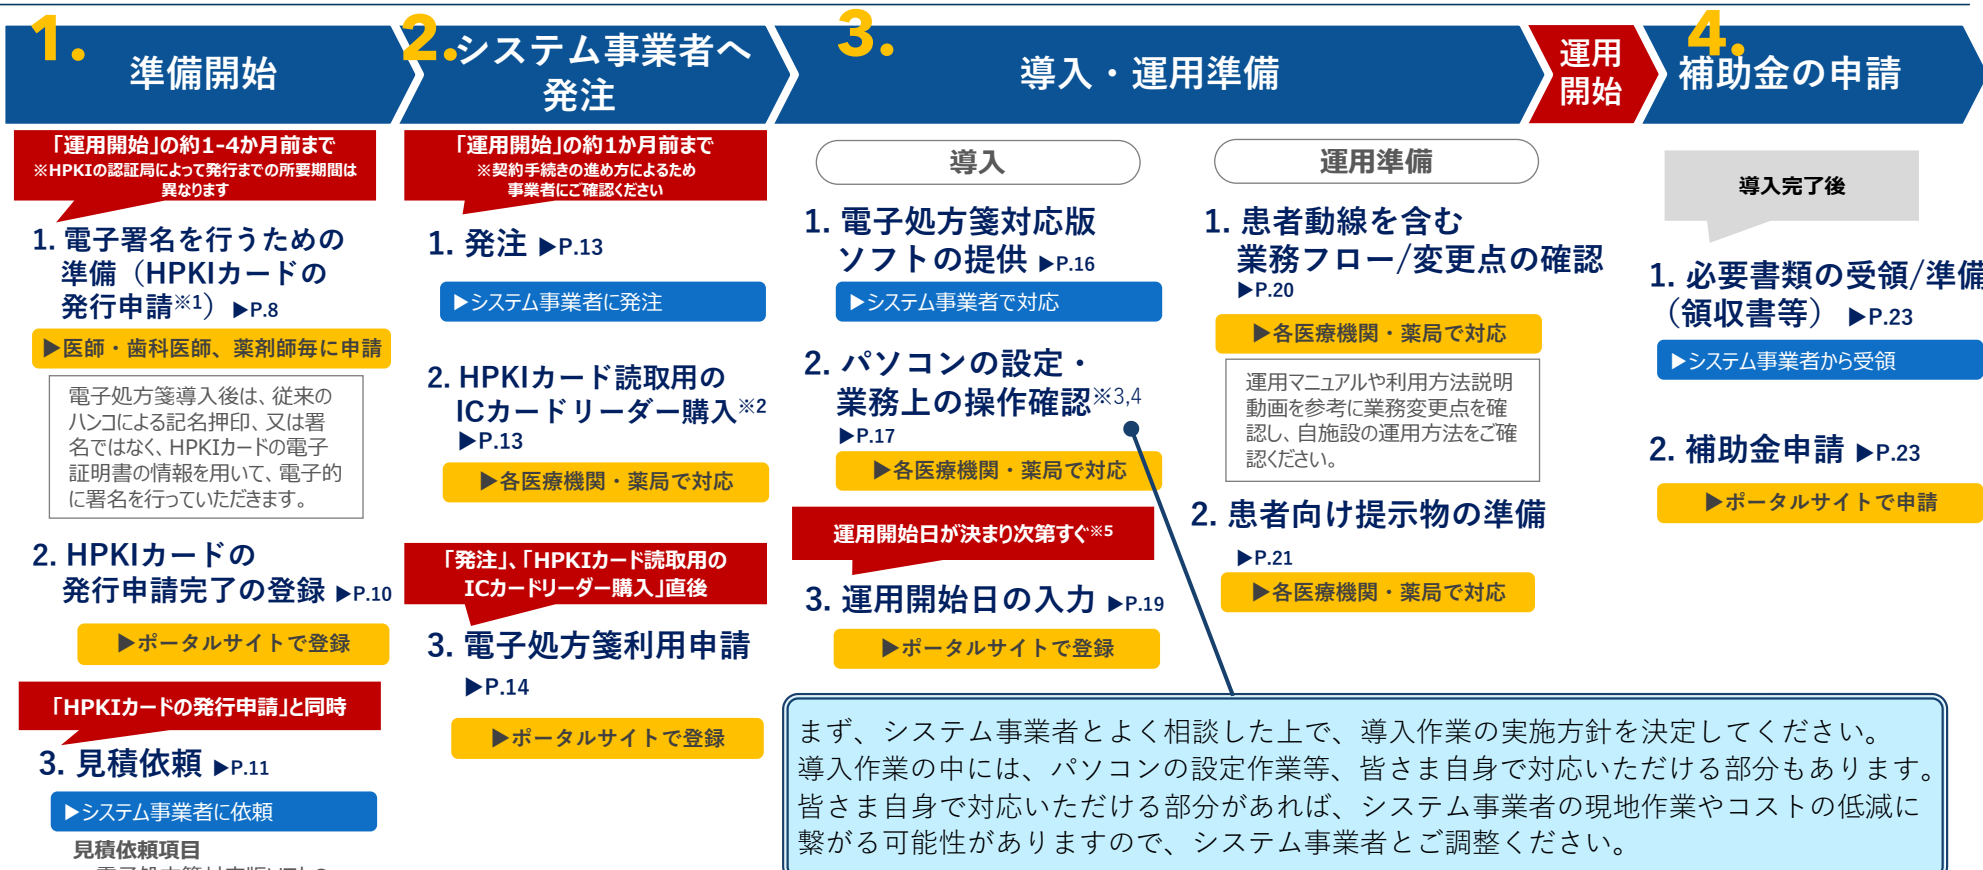 1.
準備開始
2.
システム事業者へ
発注
3.
導入・運用準備
運用
開始
4.
補助金の申請
「運用開始」の約1-4か月前まで
※HPKIの認証局によって発行までの所要期間は
異なります
1. 電子署名を行うための
準備（HPKIカードの
発行申請※1） ▶P.8
▶医師・歯科医師、薬剤師毎に申請
電子処方箋導入後は、従来の
ハンコによる記名押印、又は署
名ではなく、HPKIカードの電子
証明書の情報を用いて、電子的
に署名を行っていただきます。
2. HPKIカードの
発行申請完了の登録 ▶P.10
▶ポータルサイトで登録
「HPKIカードの発行申請」と同時
3. 見積依頼 ▶P.11
▶システム事業者に依頼
見積依頼項目
「運用開始」の約1か月前まで
※契約手続きの進め方によるため
事業者にご確認ください
1. 発注 ▶P.13
▶システム事業者に発注
2. HPKIカード読取用の
ICカードリーダー購入※2
▶P.13
▶各医療機関・薬局で対応
「発注」、「HPKIカード読取用の
ICカードリーダー購入」直後
3. 電子処方箋利用申請
▶P.14
▶ポータルサイトで登録
導入
1. 電子処方箋対応版
ソフトの提供 ▶P.16
▶システム事業者で対応
2. パソコンの設定・
業務上の操作確認※3,4
▶P.17
▶各医療機関・薬局で対応
運用開始日が決まり次第すぐ※5
3. 運用開始日の入力 ▶P.19
▶ポータルサイトで登録
運用準備
1. 患者動線を含む
業務フロー/変更点の確認
▶P.20
▶各医療機関・薬局で対応
運用マニュアルや利用方法説明
動画を参考に業務変更点を確
認し、自施設の運用方法をご確
認ください。
2. 患者向け提示物の準備
▶P.21
▶各医療機関・薬局で対応
導入完了後
1. 必要書類の受領/準備
（領収書等） ▶P.23
▶システム事業者から受領
2. 補助金申請 ▶P.23
▶ポータルサイトで申請
まず、システム事業者とよく相談した上で、導入作業の実施方針を決定してください。
導入作業の中には、パソコンの設定作業等、皆さま自身で対応いただける部分もあります。
皆さま自身で対応いただける部分があれば、システム事業者の現地作業やコストの低減に
繋がる可能性がありますので、システム事業者とご調整ください。